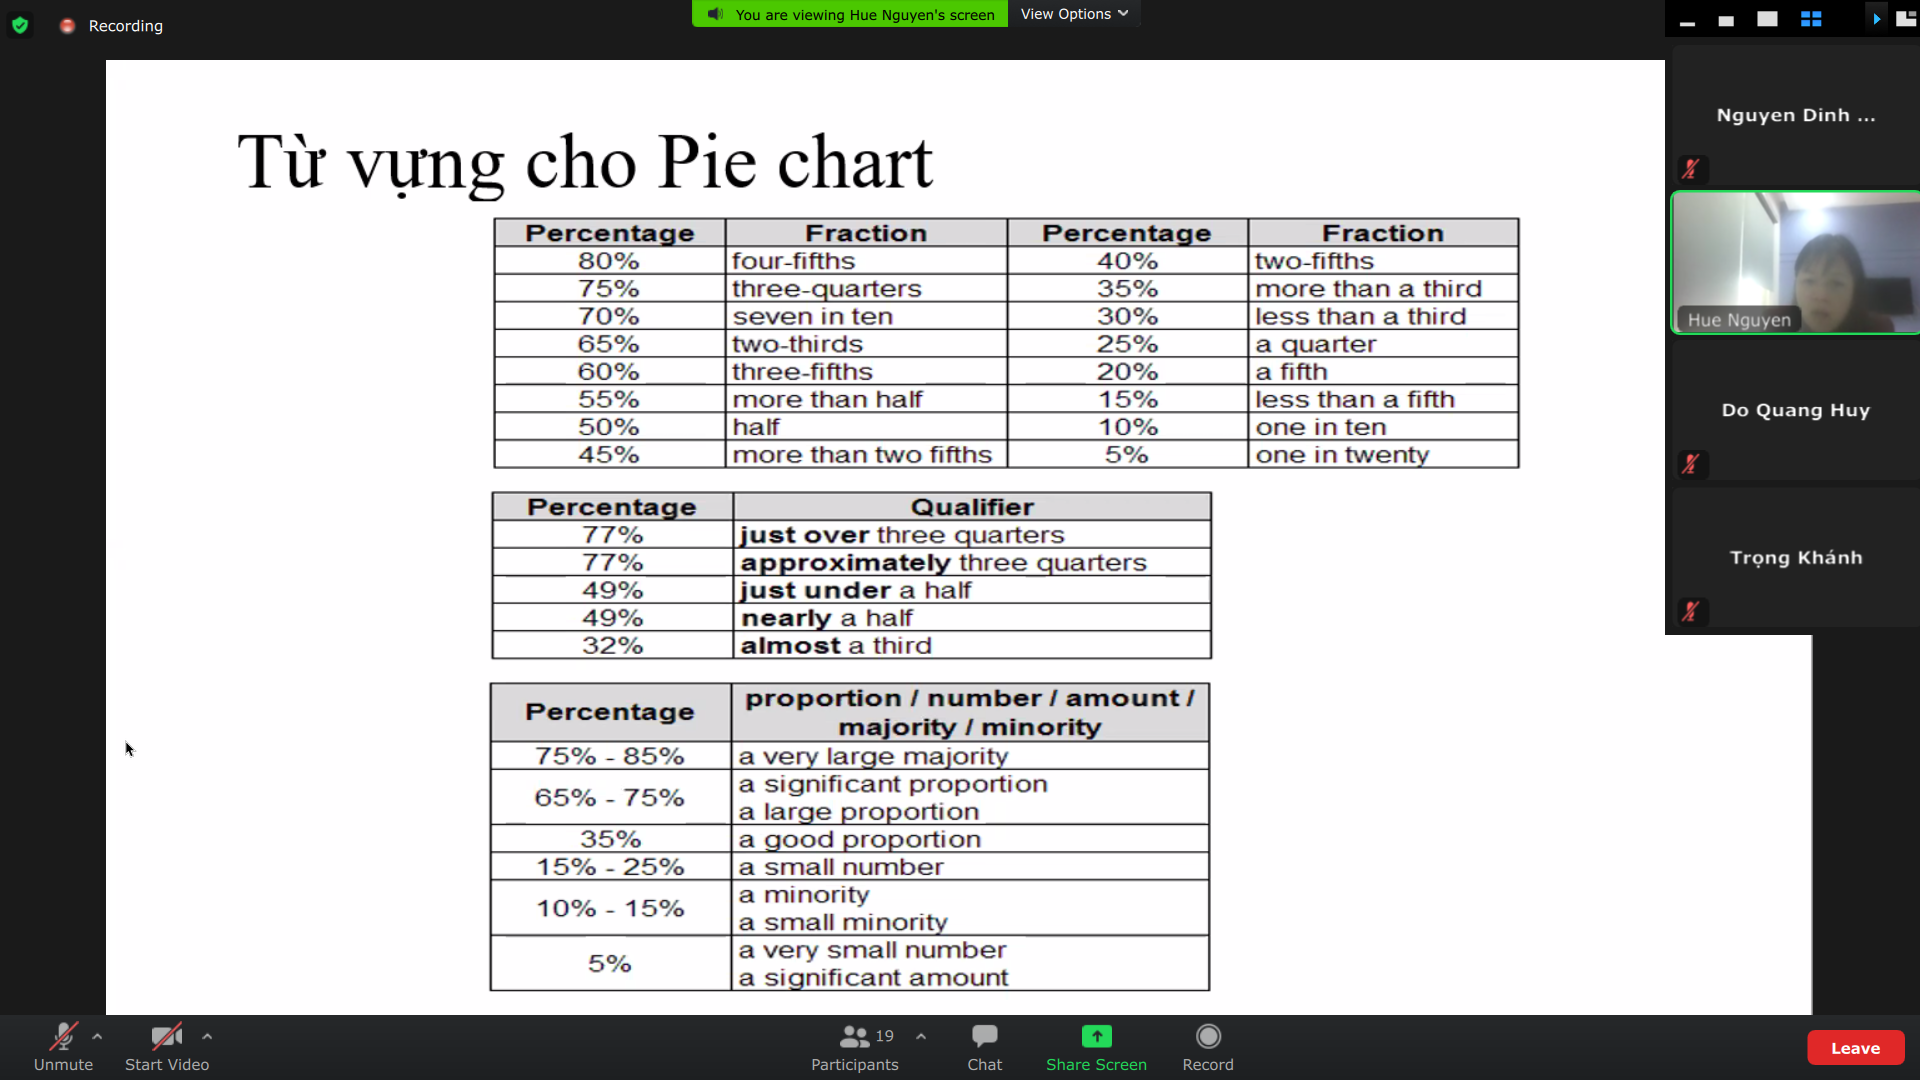 Recording
You are viewing Hue Nguyen's screen View Options
Nguyen Dinh ...
Hue Nguyen
Do Quang Huy
Trọng Khánh
Từ vựng cho Pie chart
Percentage Fraction Percentage Fraction
80% four-fifths 40% two-fifths
75% three-quarters 35% more than a third
70% seven in ten 30% less than a third
65% two-thirds 25% a quarter
60% three-fifths 20% a fifth
55% more than half 15% less than a fifth
50% half 10% one in ten
45% more than two fifths 5% one in twenty
Percentage Qualifier
77% just over three quarters
77% approximately three quarters
49% just under a half
49% nearly a half
32% almost a third
Percentage proportion / number / amount /
majority / minority
75% - 85% a very large majority
65% - 75% a significant proportion
a large proportion
35% a good proportion
15% - 25% a small number
10% - 15% a minority
a small minority
5% a very small number
a significant amount
Unmute Start Video Participants 19 Chat Share Screen Record Leave